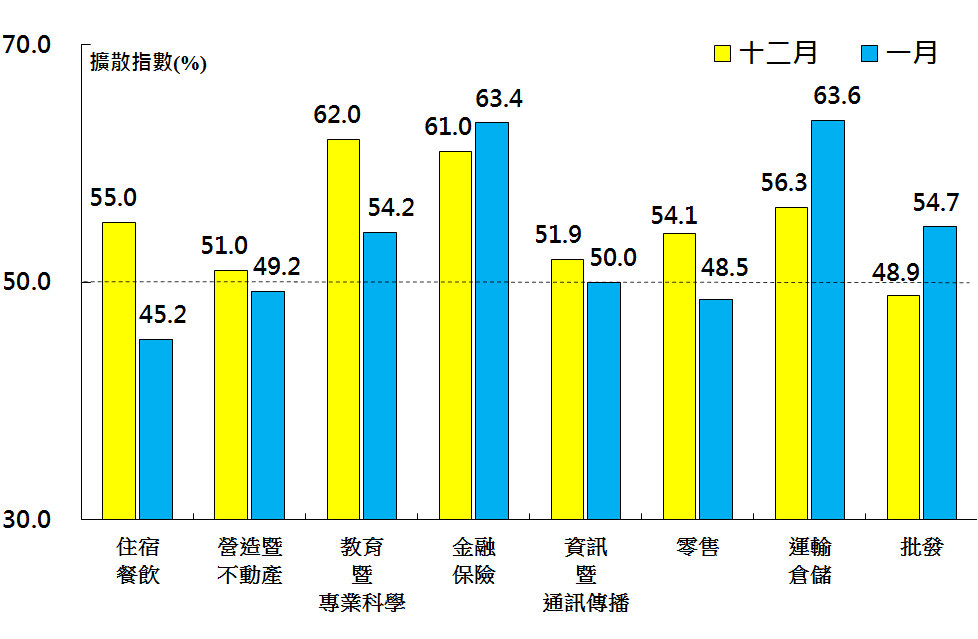 70.0
擴散指數(%)
十二月
一月
62.0
61.0
63.4
63.6
55.0
51.0
49.2
54.2
51.9
50.0
54.1
48.5
56.3
48.9
54.7
50.0
45.2
30.0
住宿
餐飲
營造暨
不動產
教育
暨
專業科學
金融
保險
資訊
暨
通訊傳播
零售
運輸
倉儲
批發